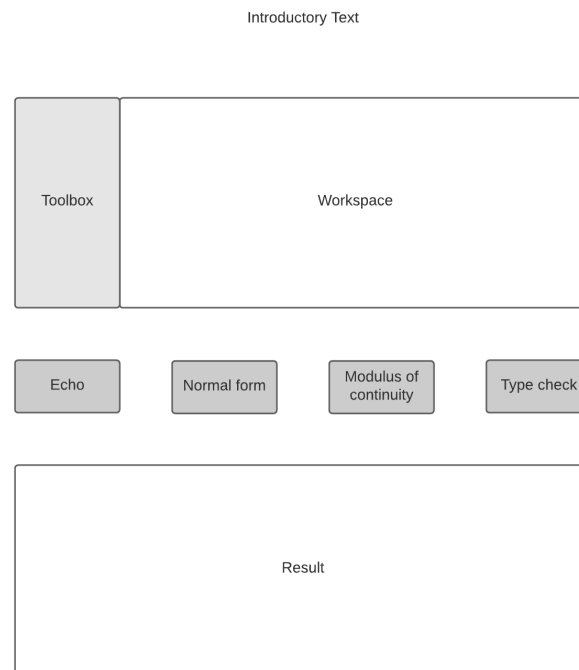 Introductory Text
Toolbox
Workspace
Echo
Normal form
Modulus of
continuity
Type check
Result